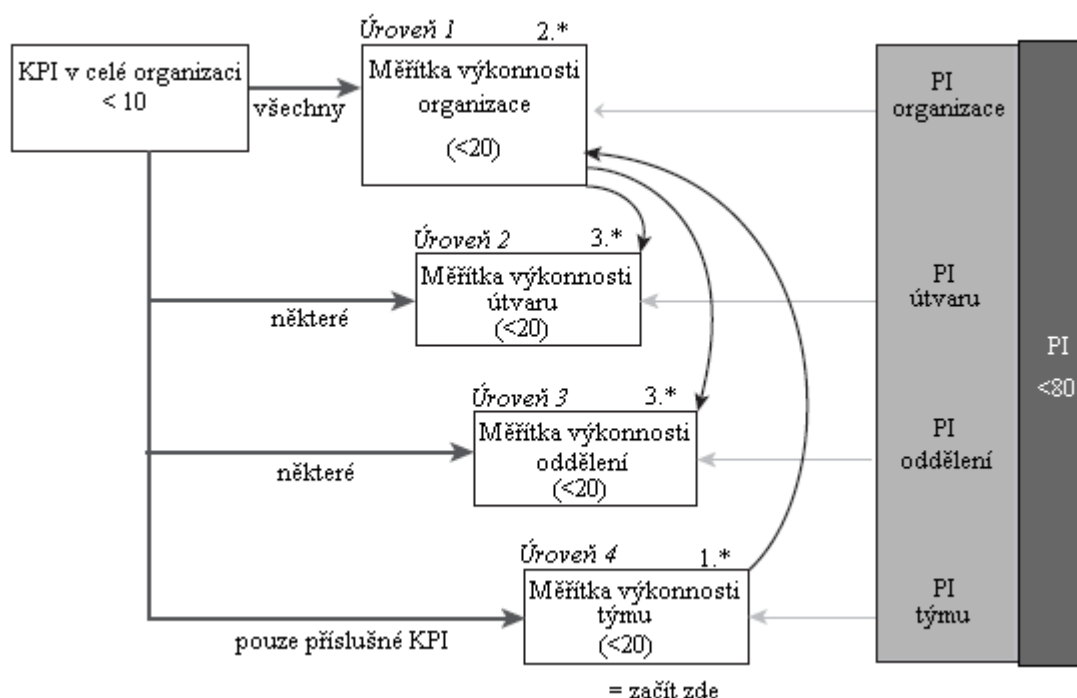 Úroveň 1
2.*
KPI v celé organizaci
< 10
všechny
Měřítka výkonnosti
organizace
(<20)
PI
organizace
Úroveň 2
3.*
Měřítka výkonnosti
útvaru
(<20)
některé
PI
útvaru
PI
<80
Úroveň 3
3.*
Měřítka výkonnosti
oddělení
(<20)
některé
PI
oddělení
Úroveň 4
1.*
Měřítka výkonnosti
týmu
(<20)
pouze příslušné KPI
PI
týmu
= začít zde